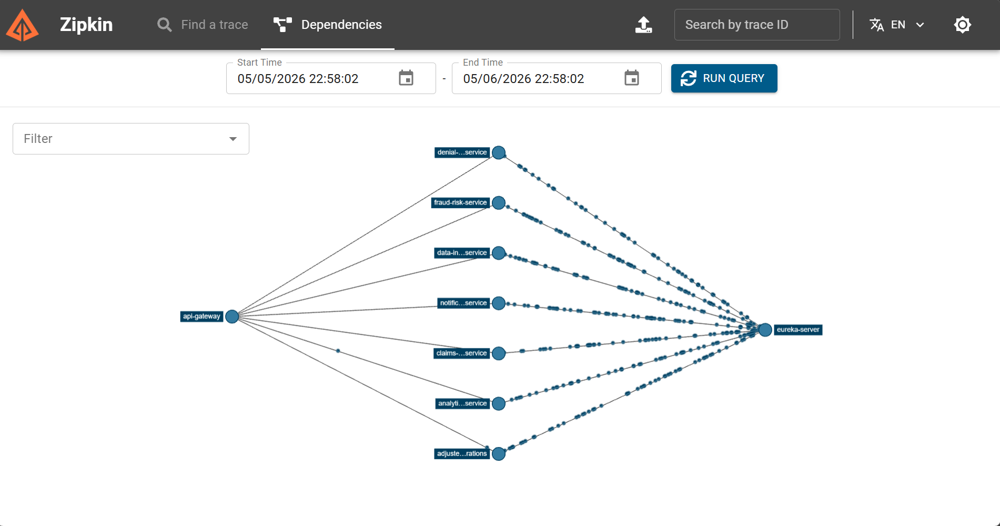 Zipkin
Find a trace
Dependencies
Search by trace ID
EN
Start Time
05/05/2026 22:58:02
-
End Time
05/06/2026 22:58:02
RUN QUERY
Filter
denial-...service
fraud-risk-service
data-in...service
notific...service
api-gateway
eureka-server
claims-...service
analyti...service
adjuste...rations